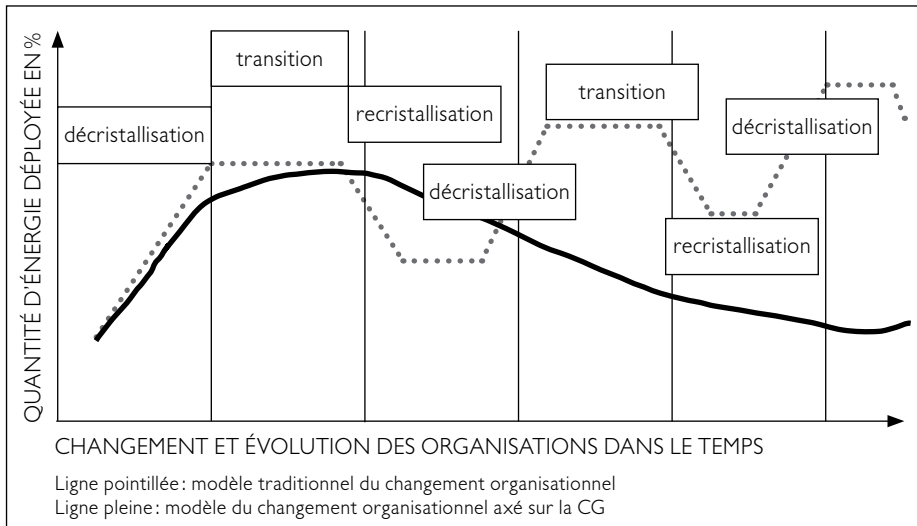 QUANTITÉ D'ÉNERGIE DÉPLOYÉE EN %
transition
décristallisation
recristallisation
décristallisation
transition
décristallisation
recristallisation
CHANGEMENT ET ÉVOLUTION DES ORGANISATIONS DANS LE TEMPS
Ligne pointillée : modèle traditionnel du changement organisationnel
Ligne pleine : modèle du changement organisationnel axé sur la CG